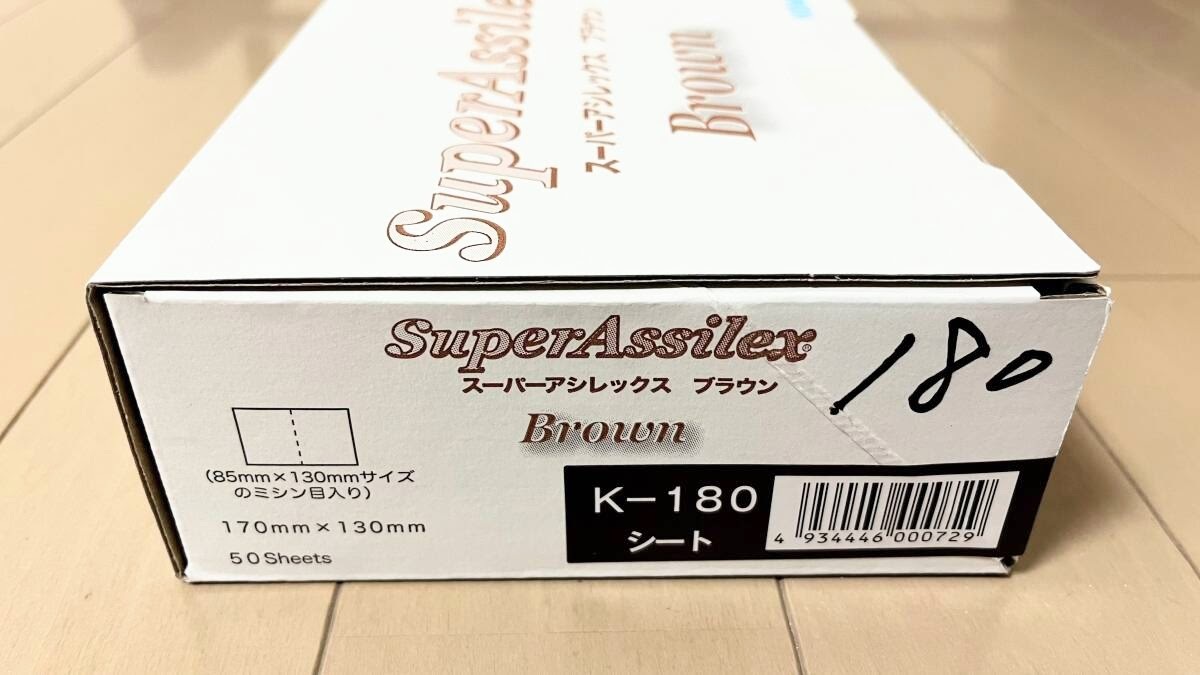 SuperAssilex
スーパーアシレックス ブラウン
Brown
SuperAssilex®
スーパーアシレックス ブラウン
Brown
180
(85mm×130mmサイズ
のミシン目入り)
170mm×130mm
50Sheets
K-180
シート
4 934446 000729